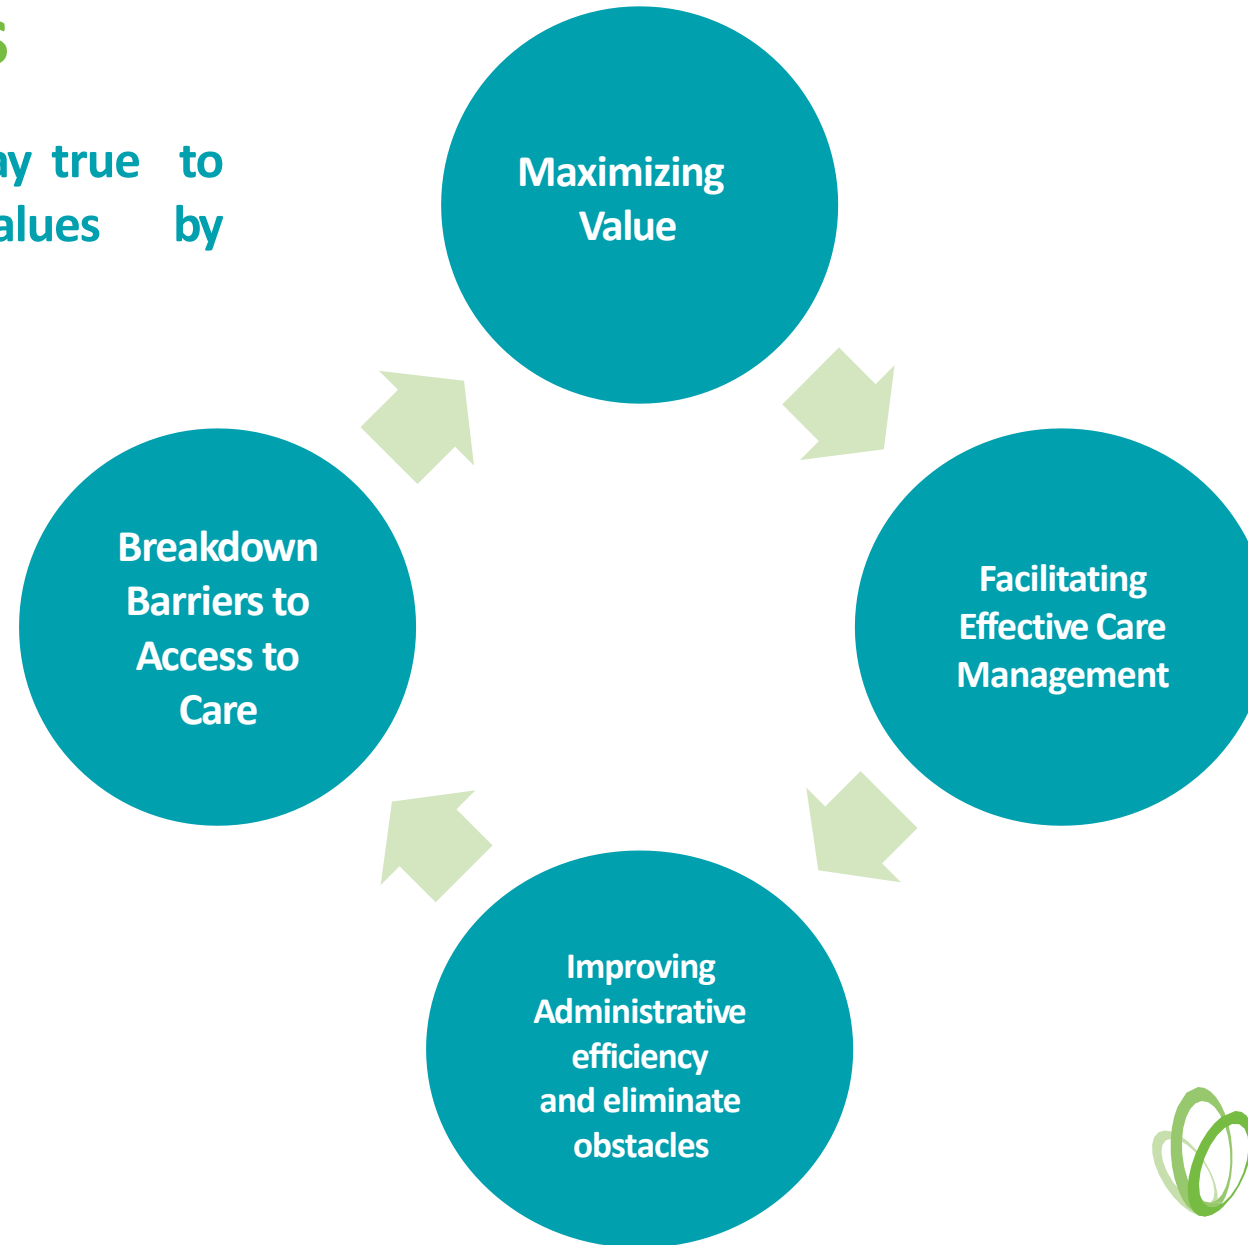 s
ay true to
alues by
Maximizing
Value
Breakdown
Barriers to
Access to
Care
Facilitating
Effective Care
Management
Improving
Administrative
efficiency
and eliminate
obstacles